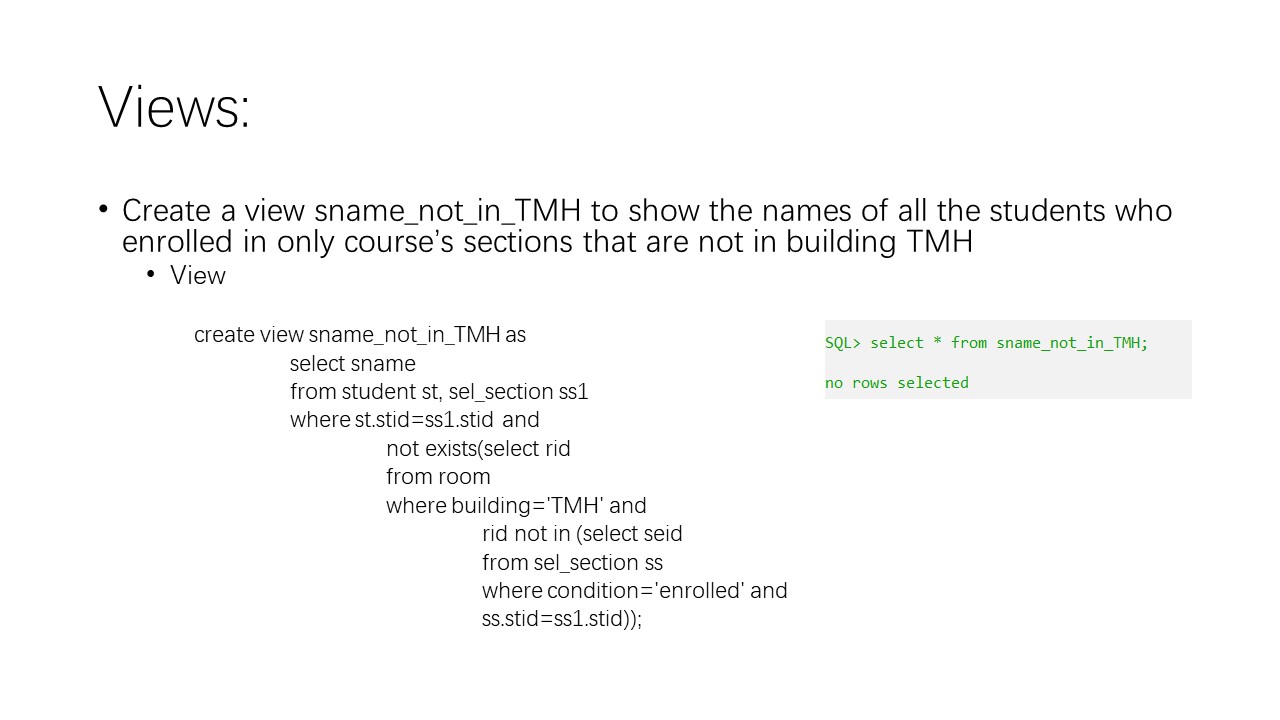 Views:
• Create a view sname_not_in_TMH to show the names of all the students who
enrolled in only course’s sections that are not in building TMH
• View
create view sname_not_in_TMH as
select sname
from student st, sel_section ss1
where st.stid=ss1.stid and
not exists(select rid
from room
where building='TMH' and
rid not in (select seid
from sel_section ss
where condition='enrolled' and
ss.stid=ss1.stid));
SQL> select * from sname_not_in_TMH;
no rows selected